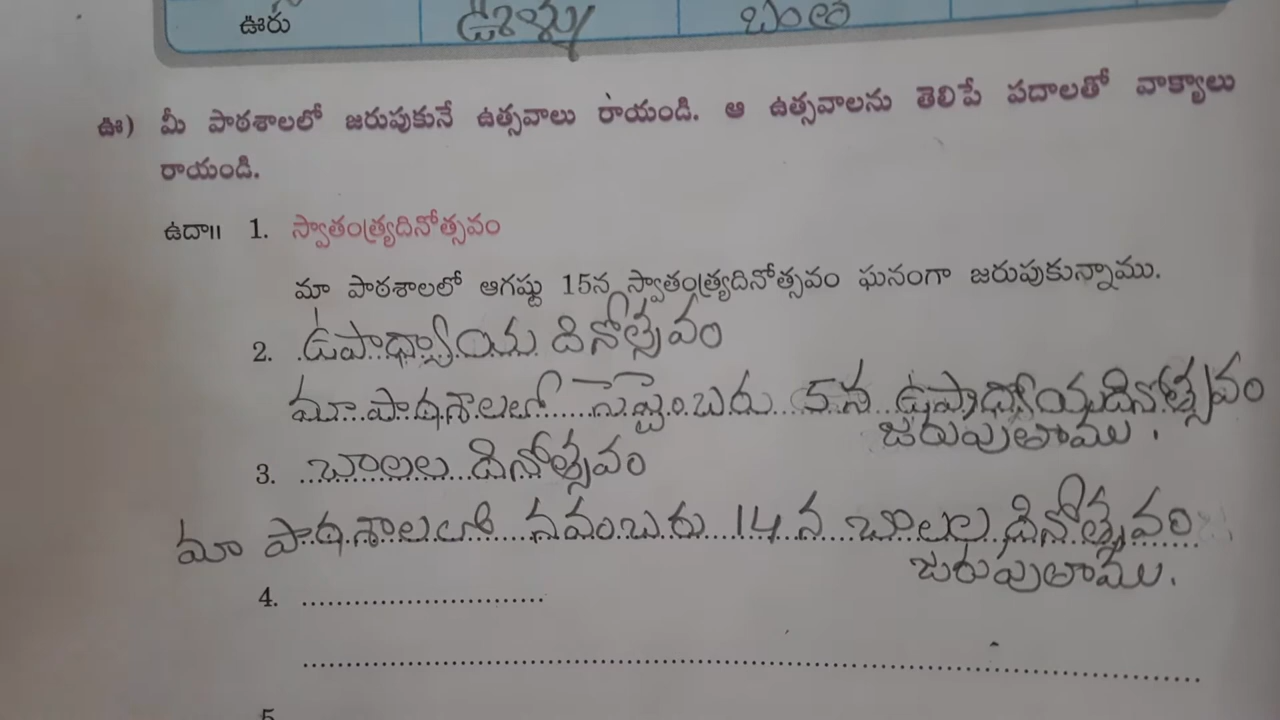 ఊరు ఊళ్ళు బంతి
ఊ) మీ పాఠశాలలో జరుపుకునే ఉత్సవాలు రాయండి. ఆ ఉత్సవాలను తెలిపే పదాలతో వాక్యాలు
రాయండి.
ఉదా॥ 1. స్వాతంత్ర్యదినోత్సవం
మా పాఠశాలలో ఆగష్టు 15న స్వాతంత్ర్యదినోత్సవం ఘనంగా జరుపుకున్నాము.
2. ఉపాధ్యాయ దినోత్సవం
మా పాఠశాలలో సెప్టెంబరు 5న ఉపాధ్యాయదినోత్సవం
జరుపుతాము.
3. బాలల దినోత్సవం
మా పాఠశాలలో నవంబరు 14 న బాలల దినోత్సవం
జరుపుతాము.
4.
5